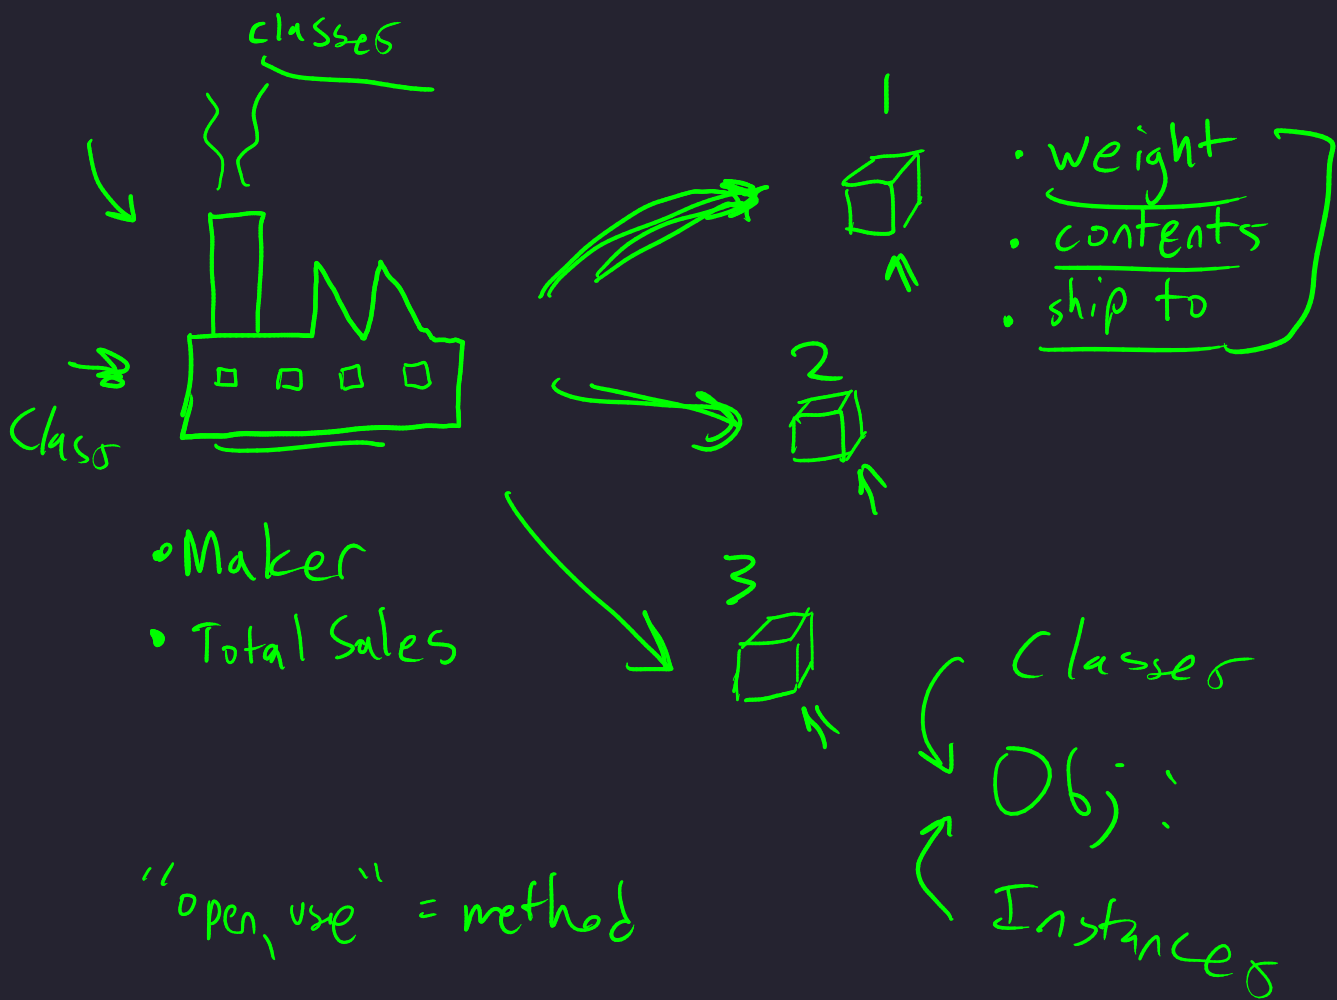 classes
1
• weight
• contents
• ship to
2
Class
• Maker
• Total Sales
3
Classes
Obj :
Instances
"open, use" = method